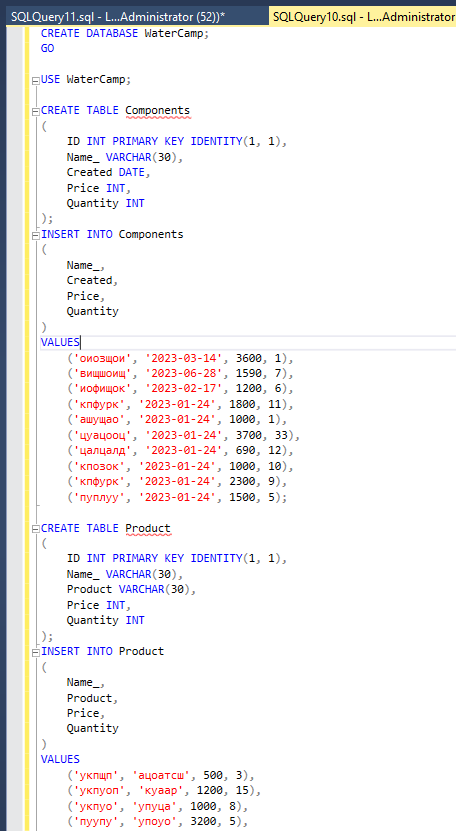 SQLQuery11.sql - L...Administrator (52))*
SQLQuery10.sql - L...Administrator
CREATE DATABASE WaterCamp;
GO
USE WaterCamp;
CREATE TABLE Components
(
ID INT PRIMARY KEY IDENTITY(1, 1),
Name_ VARCHAR(30),
Created DATE,
Price INT,
Quantity INT
);
INSERT INTO Components
(
Name_,
Created,
Price,
Quantity
)
VALUES
('оиозщои', '2023-03-14', 3600, 1),
('вищшоищ', '2023-06-28', 1590, 7),
('иофищок', '2023-02-17', 1200, 6),
('кпфурк', '2023-01-24', 1800, 11),
('ашущао', '2023-01-24', 1000, 1),
('цуацооц', '2023-01-24', 3700, 33),
('цалцалд', '2023-01-24', 690, 12),
('кпозок', '2023-01-24', 1000, 10),
('кпфурк', '2023-01-24', 2300, 9),
('пуплуу', '2023-01-24', 1500, 5);
CREATE TABLE Product
(
ID INT PRIMARY KEY IDENTITY(1, 1),
Name_ VARCHAR(30),
Product VARCHAR(30),
Price INT,
Quantity INT
);
INSERT INTO Product
(
Name_,
Product,
Price,
Quantity
)
VALUES
('укпщп', 'ацоатсш', 500, 3),
('укпуоп', 'куаар', 1200, 15),
('укпуо', 'упуца', 1000, 8),
('пуупу', 'упоуо', 3200, 5),